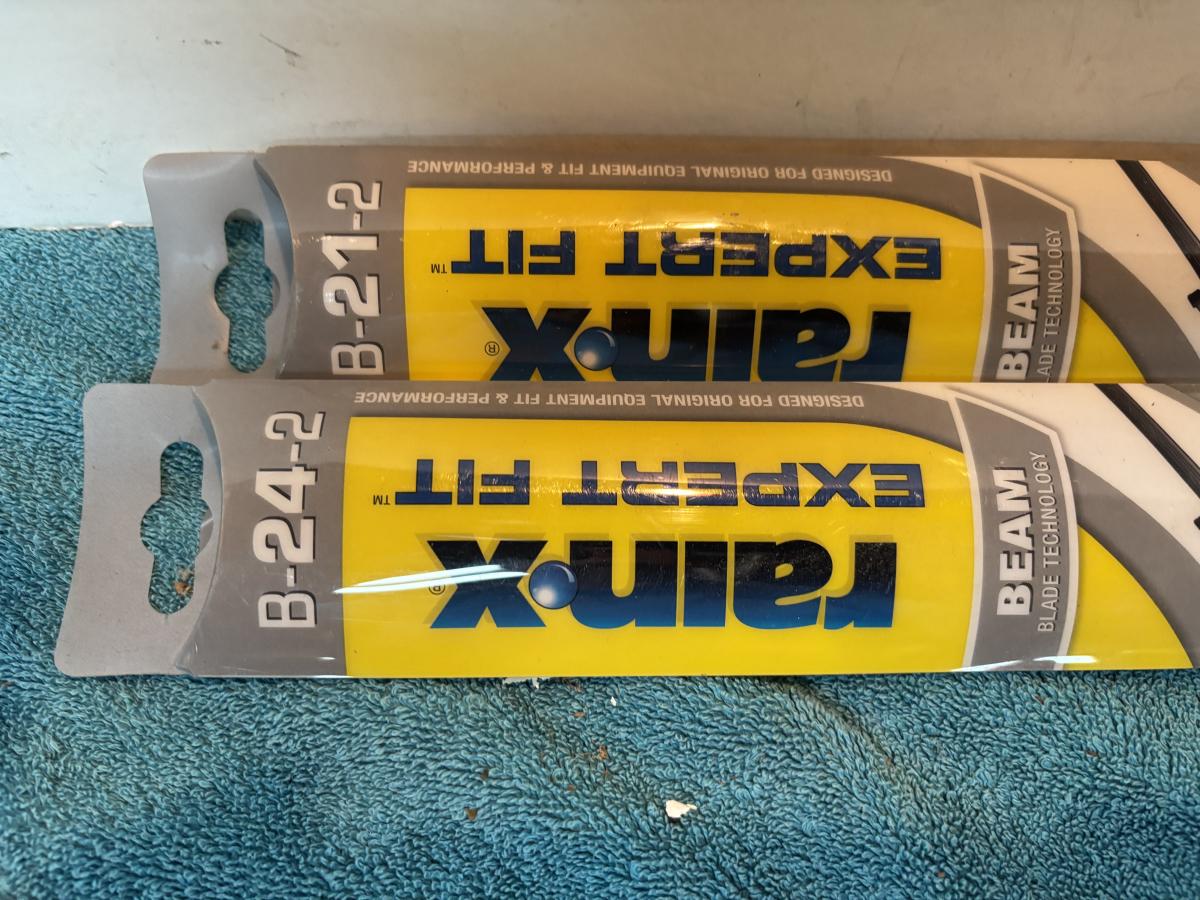 B-21-2
DESIGNED FOR ORIGINAL EQUIPMENT FIT & PERFORMANCE
rain-x®
EXPERT FIT™
BEAM
BLADE TECHNOLOGY
B-24-2
DESIGNED FOR ORIGINAL EQUIPMENT FIT & PERFORMANCE
rain-x®
EXPERT FIT™
BEAM
BLADE TECHNOLOGY